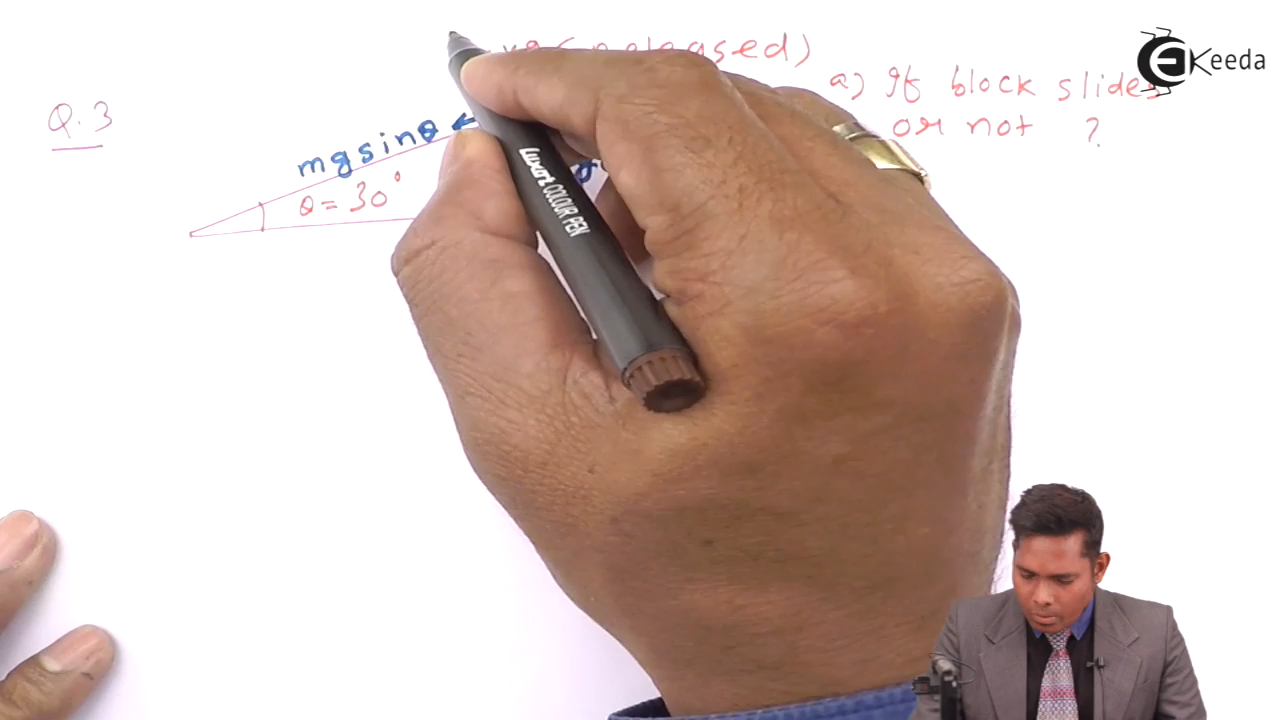 (released)
Q.3
a) If block slides
or not ?
mgsinθ
θ = 30°
Luxor COLOUR PEN
Keeda